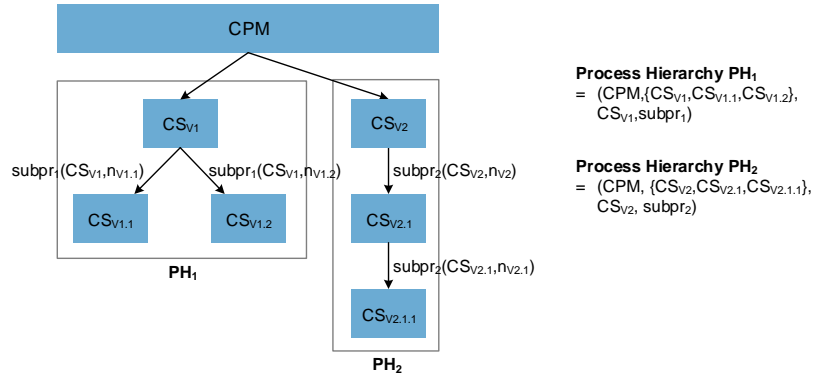 CPM
Process Hierarchy PH₁
= (CPM,{CSV1,CSV1.1,CSV1.2},
CSV1,subpr₁)
CSV1
CSV2
subpr₁(CSV1,nV1.1)
subpr₁(CSV1,nV1.2)
subpr₂(CSV2,nV2)
Process Hierarchy PH₂
= (CPM, {CSV2,CSV2.1,CSV2.1.1},
CSV2, subpr₂)
CSV1.1
CSV1.2
CSV2.1
PH₁
subpr₂(CSV2.1,nV2.1)
CSV2.1.1
PH₂